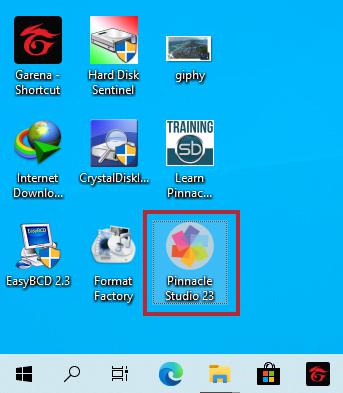 Garena -
Shortcut
Hard Disk
Sentinel
giphy
Internet
Downlo...
CrystalDiskI...
TRAINING
sb
Learn
Pinnac...
EasyBCD 2.3
Format
Factory
Pinnacle
Studio 23